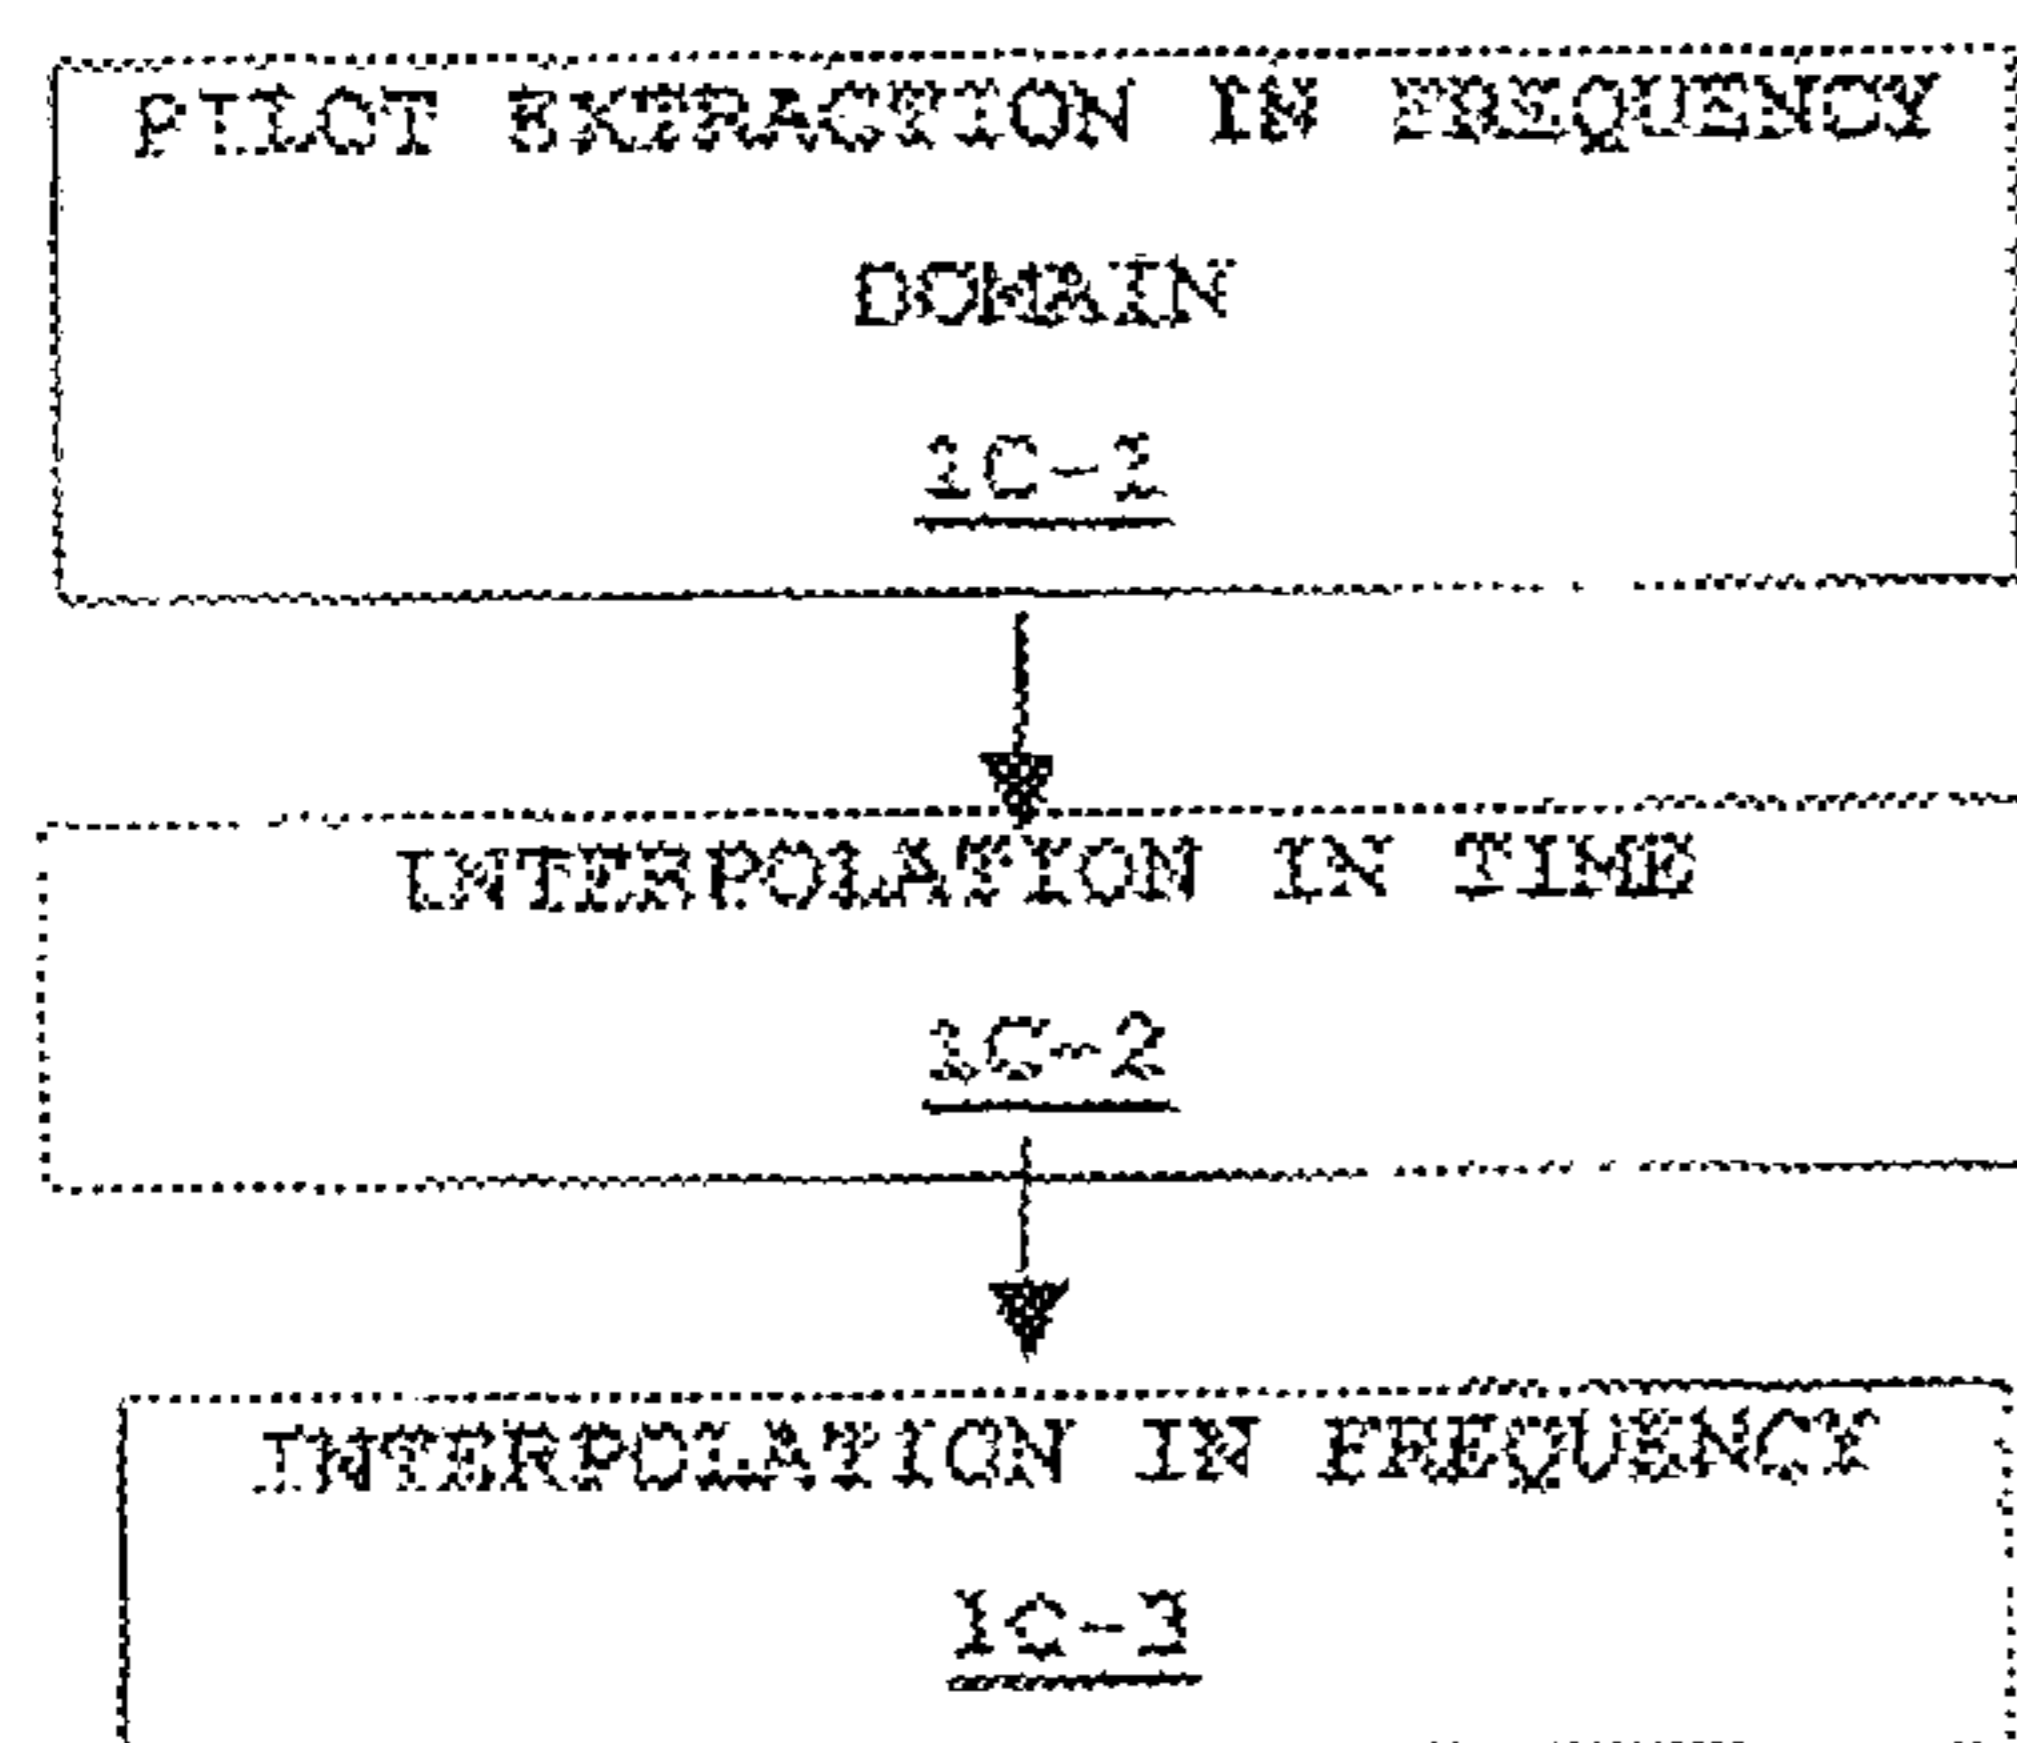 PILOT EXTRACTION IN FREQUENCY
DOMAIN
1C-1
INTERPOLATION IN TIME
1C-2
INTERPOLATION IN FREQUENCY
1C-3